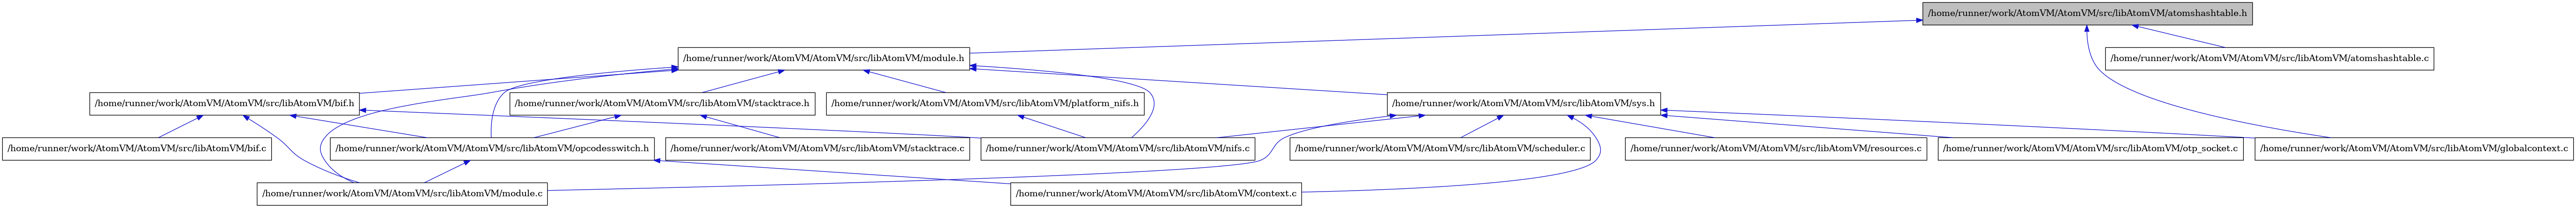 /home/runner/work/AtomVM/AtomVM/src/libAtomVM/atomshashtable.h
/home/runner/work/AtomVM/AtomVM/src/libAtomVM/module.h
/home/runner/work/AtomVM/AtomVM/src/libAtomVM/atomshashtable.c
/home/runner/work/AtomVM/AtomVM/src/libAtomVM/bif.h
/home/runner/work/AtomVM/AtomVM/src/libAtomVM/stacktrace.h
/home/runner/work/AtomVM/AtomVM/src/libAtomVM/platform_nifs.h
/home/runner/work/AtomVM/AtomVM/src/libAtomVM/sys.h
/home/runner/work/AtomVM/AtomVM/src/libAtomVM/bif.c
/home/runner/work/AtomVM/AtomVM/src/libAtomVM/opcodesswitch.h
/home/runner/work/AtomVM/AtomVM/src/libAtomVM/stacktrace.c
/home/runner/work/AtomVM/AtomVM/src/libAtomVM/nifs.c
/home/runner/work/AtomVM/AtomVM/src/libAtomVM/scheduler.c
/home/runner/work/AtomVM/AtomVM/src/libAtomVM/resources.c
/home/runner/work/AtomVM/AtomVM/src/libAtomVM/otp_socket.c
/home/runner/work/AtomVM/AtomVM/src/libAtomVM/globalcontext.c
/home/runner/work/AtomVM/AtomVM/src/libAtomVM/module.c
/home/runner/work/AtomVM/AtomVM/src/libAtomVM/context.c